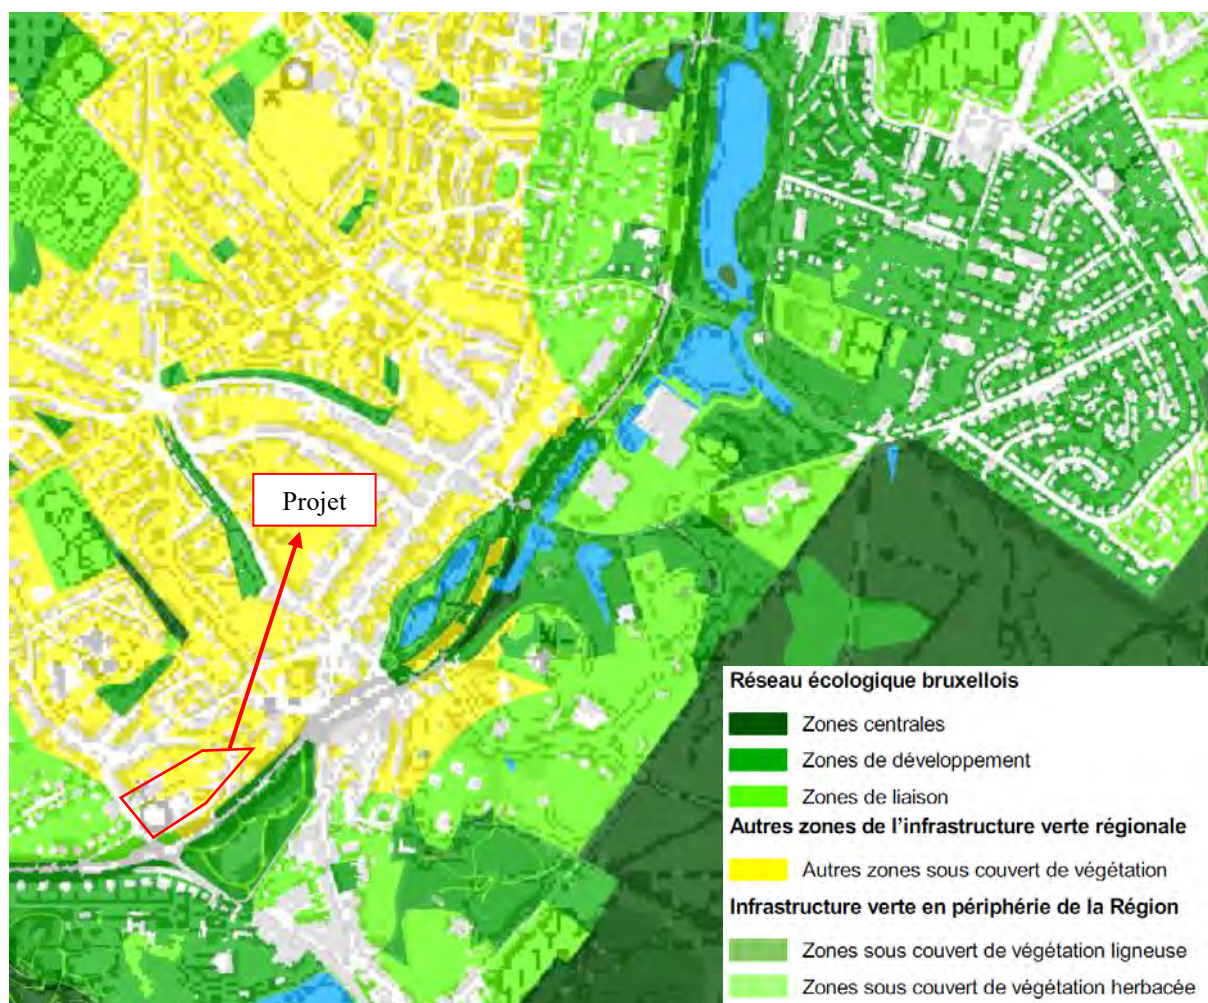 Projet
Réseau écologique bruxellois
Zones centrales
Zones de développement
Zones de liaison
Autres zones de l'infrastructure verte régionale
Autres zones sous couvert de végétation
Infrastructure verte en périphérie de la Région
Zones sous couvert de végétation ligneuse
Zones sous couvert de végétation herbacée